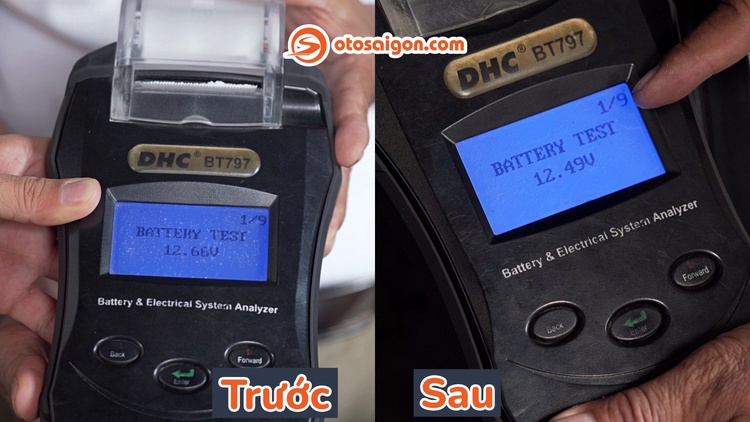 otosaigon.com
DHC® BT797
1/9
BATTERY TEST
12.66V
Battery & Electrical System Analyzer
Back
Enter
Forward
Trước
DHC® BT797
1/9
BATTERY TEST
12.49V
Battery & Electrical System Analyzer
Back
Enter
Forward
Sau